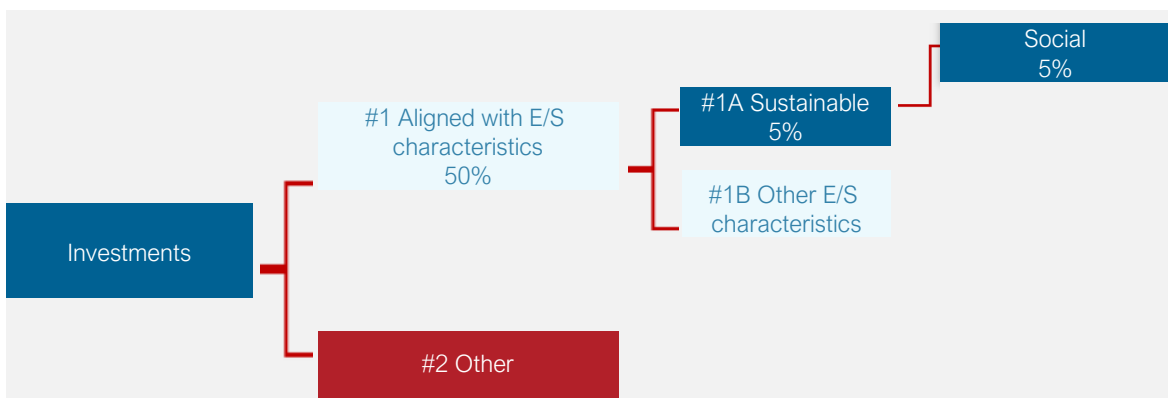 Social
5%
#1A Sustainable
5%
#1 Aligned with E/S
characteristics
50%
#1B Other E/S
characteristics
Investments
#2 Other